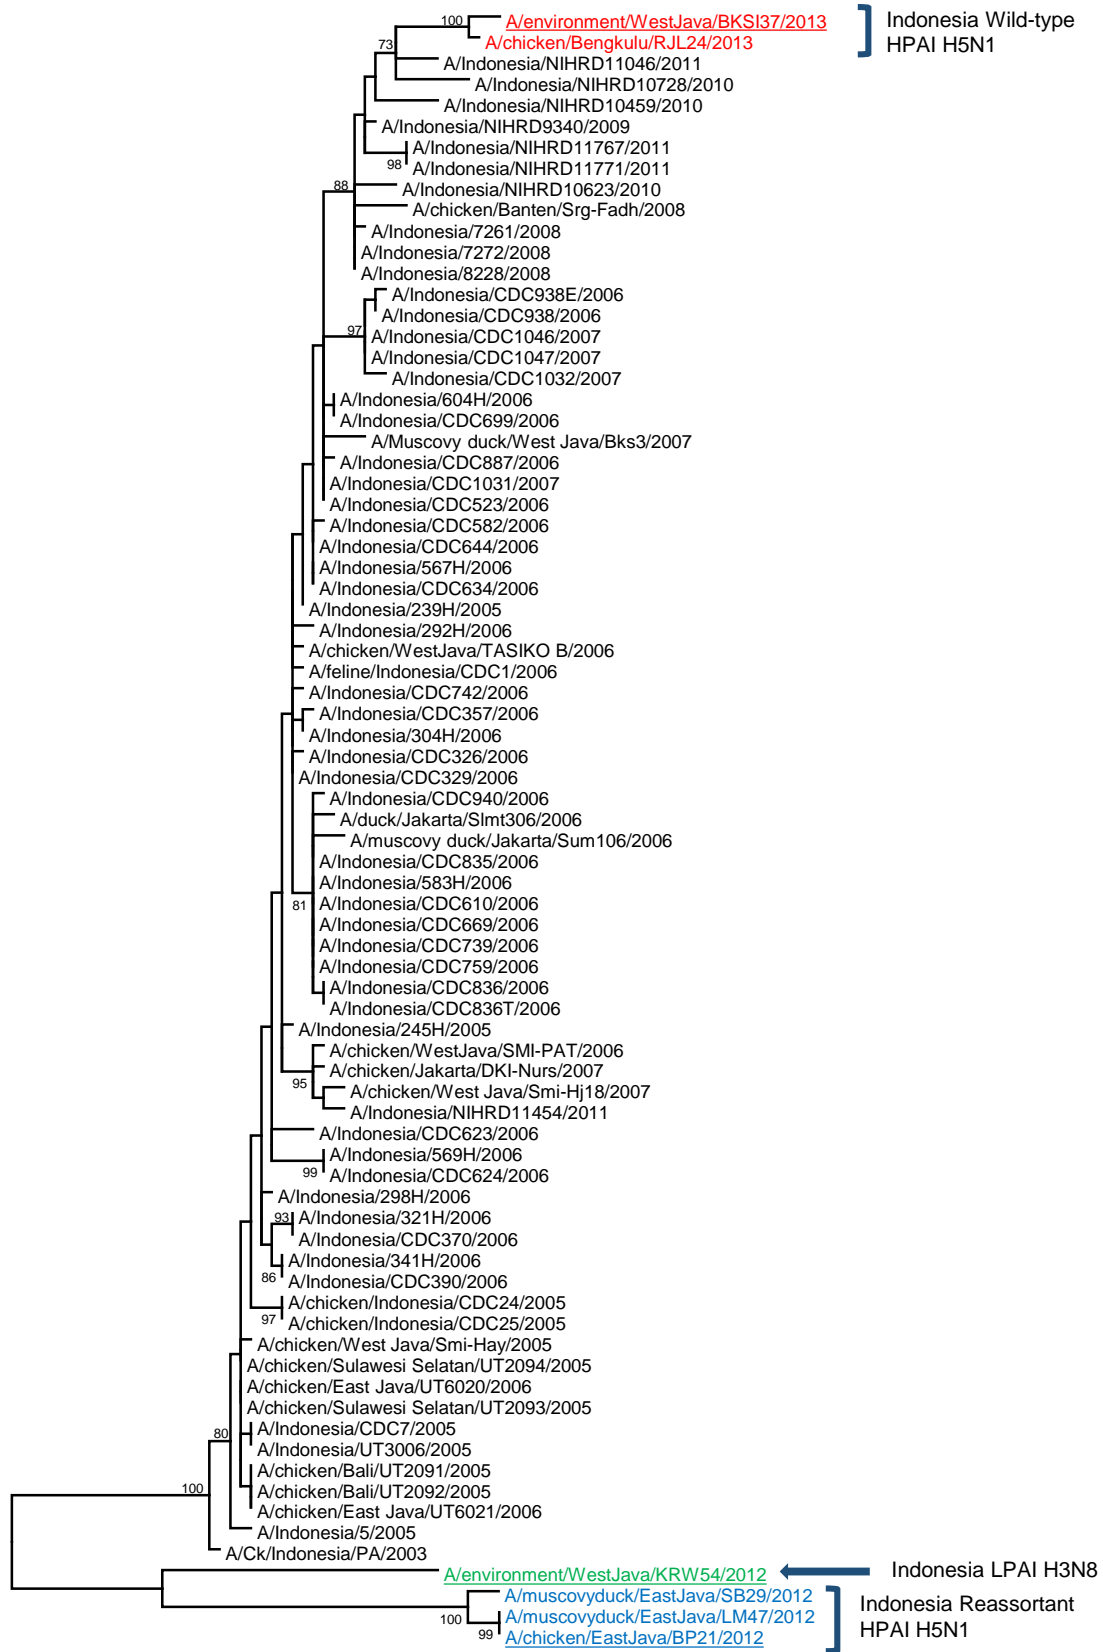 100
A/environment/WestJava/BKSI37/2013
Indonesia Wild-type
HPAI H5N1
A/chicken/Bengkulu/RJL24/2013
73
A/Indonesia/NIHRD11046/2011
A/Indonesia/NIHRD10728/2010
A/Indonesia/NIHRD10459/2010
A/Indonesia/NIHRD9340/2009
A/Indonesia/NIHRD11767/2011
98
A/Indonesia/NIHRD11771/2011
88
A/Indonesia/NIHRD10623/2010
A/chicken/Banten/Srg-Fadh/2008
A/Indonesia/7261/2008
A/Indonesia/7272/2008
A/Indonesia/8228/2008
A/Indonesia/CDC938E/2006
A/Indonesia/CDC938/2006
97
A/Indonesia/CDC1046/2007
A/Indonesia/CDC1047/2007
A/Indonesia/CDC1032/2007
A/Indonesia/604H/2006
A/Indonesia/CDC699/2006
A/Muscovy duck/West Java/Bks3/2007
A/Indonesia/CDC887/2006
A/Indonesia/CDC1031/2007
A/Indonesia/CDC523/2006
A/Indonesia/CDC582/2006
A/Indonesia/CDC644/2006
A/Indonesia/567H/2006
A/Indonesia/CDC634/2006
A/Indonesia/239H/2005
A/Indonesia/292H/2006
A/chicken/WestJava/TASIKO B/2006
A/feline/Indonesia/CDC1/2006
A/Indonesia/CDC742/2006
A/Indonesia/CDC357/2006
A/Indonesia/304H/2006
A/Indonesia/CDC326/2006
A/Indonesia/CDC329/2006
A/Indonesia/CDC940/2006
A/duck/Jakarta/Slmt306/2006
A/muscovy duck/Jakarta/Sum106/2006
A/Indonesia/CDC835/2006
A/Indonesia/583H/2006
81
A/Indonesia/CDC610/2006
A/Indonesia/CDC669/2006
A/Indonesia/CDC739/2006
A/Indonesia/CDC759/2006
A/Indonesia/CDC836/2006
A/Indonesia/CDC836T/2006
A/Indonesia/245H/2005
A/chicken/WestJava/SMI-PAT/2006
A/chicken/Jakarta/DKI-Nurs/2007
95
A/chicken/West Java/Smi-Hj18/2007
A/Indonesia/NIHRD11454/2011
A/Indonesia/CDC623/2006
A/Indonesia/569H/2006
99
A/Indonesia/CDC624/2006
A/Indonesia/298H/2006
93
A/Indonesia/321H/2006
A/Indonesia/CDC370/2006
A/Indonesia/341H/2006
86
A/Indonesia/CDC390/2006
A/chicken/Indonesia/CDC24/2005
97
A/chicken/Indonesia/CDC25/2005
A/chicken/West Java/Smi-Hay/2005
A/chicken/Sulawesi Selatan/UT2094/2005
A/chicken/East Java/UT6020/2006
A/chicken/Sulawesi Selatan/UT2093/2005
80
A/Indonesia/CDC7/2005
A/Indonesia/UT3006/2005
A/chicken/Bali/UT2091/2005
100
A/chicken/Bali/UT2092/2005
A/chicken/East Java/UT6021/2006
A/Indonesia/5/2005
A/Ck/Indonesia/PA/2003
A/environment/WestJava/KRW54/2012
Indonesia LPAI H3N8
A/muscovyduck/EastJava/SB29/2012
100
A/muscovyduck/EastJava/LM47/2012
99
A/chicken/EastJava/BP21/2012
Indonesia Reassortant
HPAI H5N1